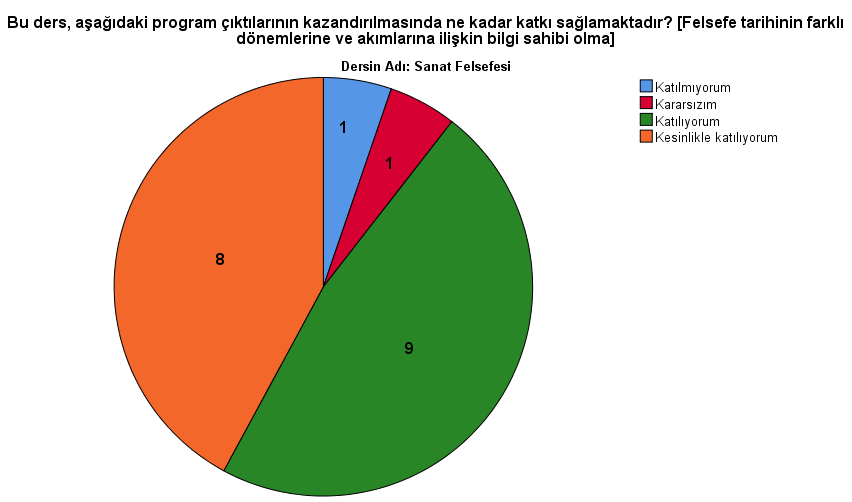 Bu ders, aşağıdaki program çıktılarının kazandırılmasında ne kadar katkı sağlamaktadır? [Felsefe tarihinin farklı
dönemlerine ve akımlarına ilişkin bilgi sahibi olma]
Dersin Adı: Sanat Felsefesi
Katılmıyorum
Kararsızım
Katılıyorum
Kesinlikle katılıyorum
1
1
8
9